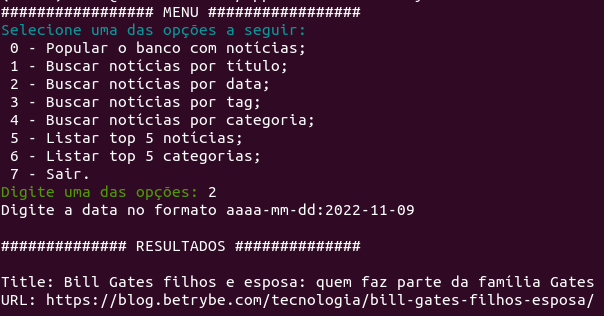 ################# MENU #################
Selecione uma das opções a seguir:
0 - Popular o banco com notícias;
1 - Buscar notícias por título;
2 - Buscar notícias por data;
3 - Buscar notícias por tag;
4 - Buscar notícias por categoria;
5 - Listar top 5 notícias;
6 - Listar top 5 categorias;
7 - Sair.
Digite uma das opções: 2
Digite a data no formato aaaa-mm-dd:2022-11-09
############## RESULTADOS ##############
Title: Bill Gates filhos e esposa: quem faz parte da família Gates
URL: https://blog.betrybe.com/tecnologia/bill-gates-filhos-esposa/